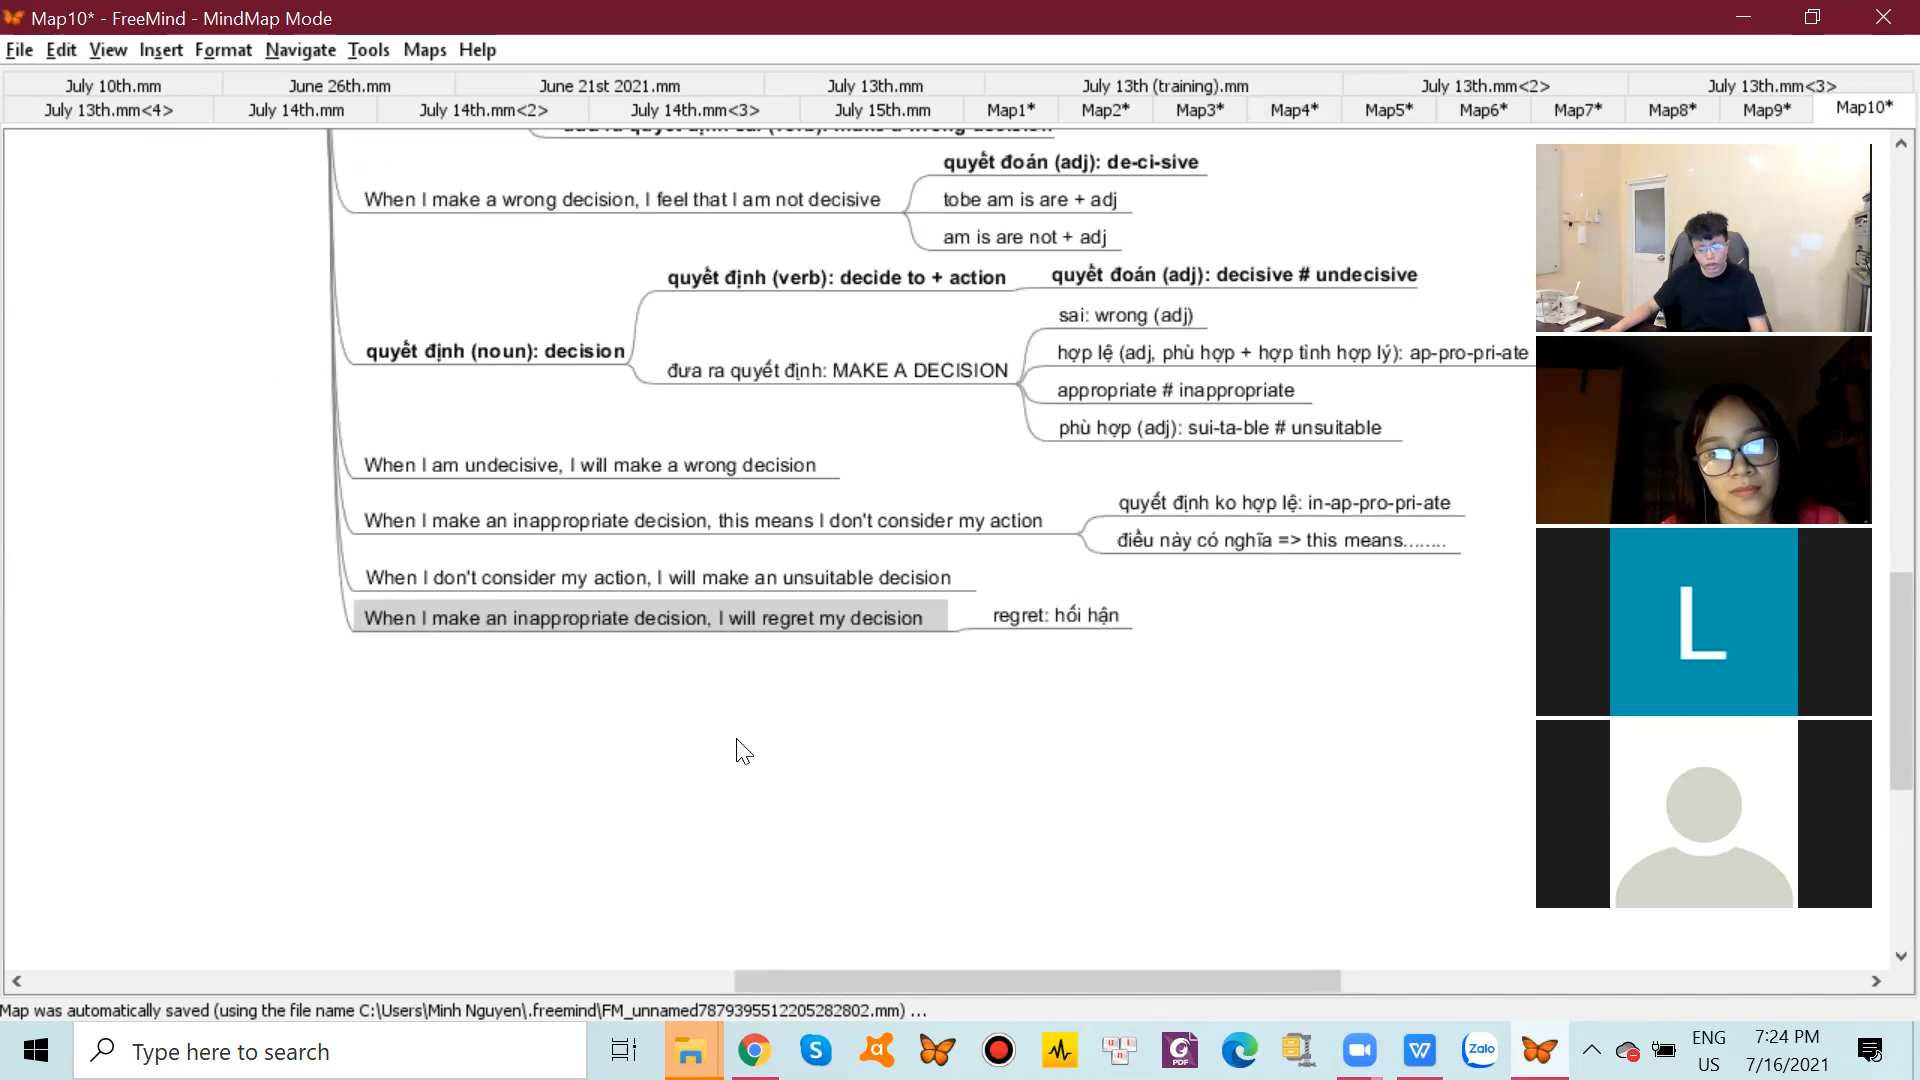 Map10* - FreeMind - MindMap Mode
File Edit View Insert Format Navigate Tools Maps Help
July 10th.mm June 26th.mm June 21st 2021.mm July 13th.mm July 13th (training).mm July 13th.mm<2> July 13th.mm<3>
July 13th.mm<4> July 14th.mm July 14th.mm<2> July 14th.mm<3> July 15th.mm Map1* Map2* Map3* Map4* Map5* Map6* Map7* Map8* Map9* Map10*
đưa ra quyết định sai (verb): make a wrong decision
quyết đoán (adj): de-ci-sive
When I make a wrong decision, I feel that I am not decisive
tobe am is are + adj
am is are not + adj
quyết định (verb): decide to + action
quyết đoán (adj): decisive # undecisive
sai: wrong (adj)
quyết định (noun): decision
hợp lệ (adj, phù hợp + hợp tình hợp lý): ap-pro-pri-ate
đưa ra quyết định: MAKE A DECISION
appropriate # inappropriate
phù hợp (adj): sui-ta-ble # unsuitable
When I am undecisive, I will make a wrong decision
quyết định ko hợp lệ: in-ap-pro-pri-ate
When I make an inappropriate decision, this means I don't consider my action
điều này có nghĩa => this means........
When I don't consider my action, I will make an unsuitable decision
When I make an inappropriate decision, I will regret my decision
regret: hối hận
L
Map was automatically saved (using the file name C:\Users\Minh Nguyen\.freemind\FM_unnamed7879395512205282802.mm) ...
Type here to search
Zalo
ENG
US
7:24 PM
7/16/2021